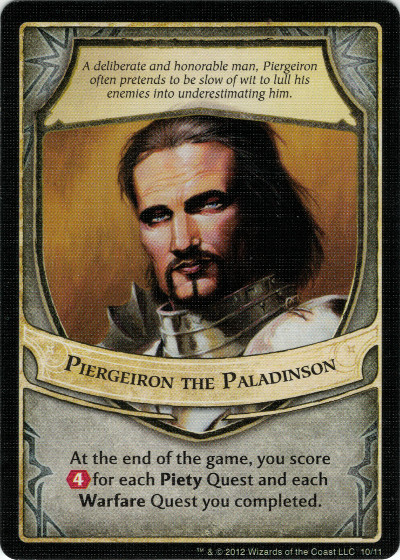 A deliberate and honorable man, Piergeiron
often pretends to be slow of wit to lull his
enemies into underestimating him.
Piergeiron the Paladinson
At the end of the game, you score
4 for each Piety Quest and each
Warfare Quest you completed.
™ & © 2012 Wizards of the Coast LLC 10/11